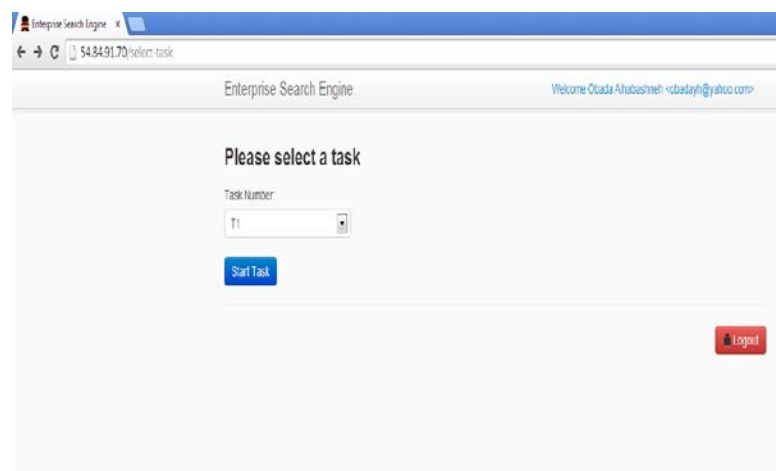 Enterprise Search Engine x
54.84.91.70/select-task
Enterprise Search Engine
Welcome Obada Alhabashneh <obadayh@yahoo.com>
Please select a task
Task Number
T1
Start Task
Logout